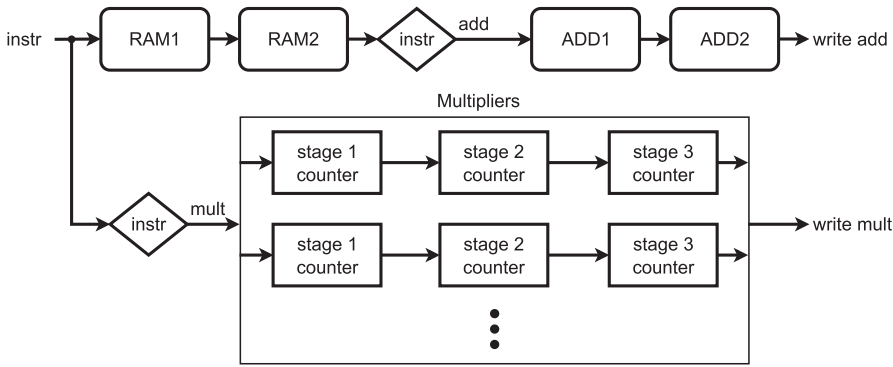 instr
RAM1
RAM2
instr
add
ADD1
ADD2
write add
Multipliers
stage 1
counter
stage 2
counter
stage 3
counter
instr
mult
write mult
stage 1
counter
stage 2
counter
stage 3
counter